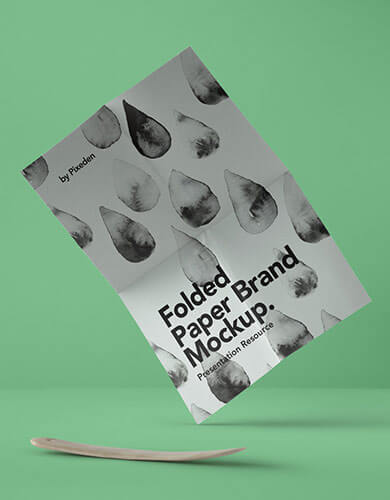 by Pixeden
Folded
Paper Brand
Mockup.
Presentation Resource